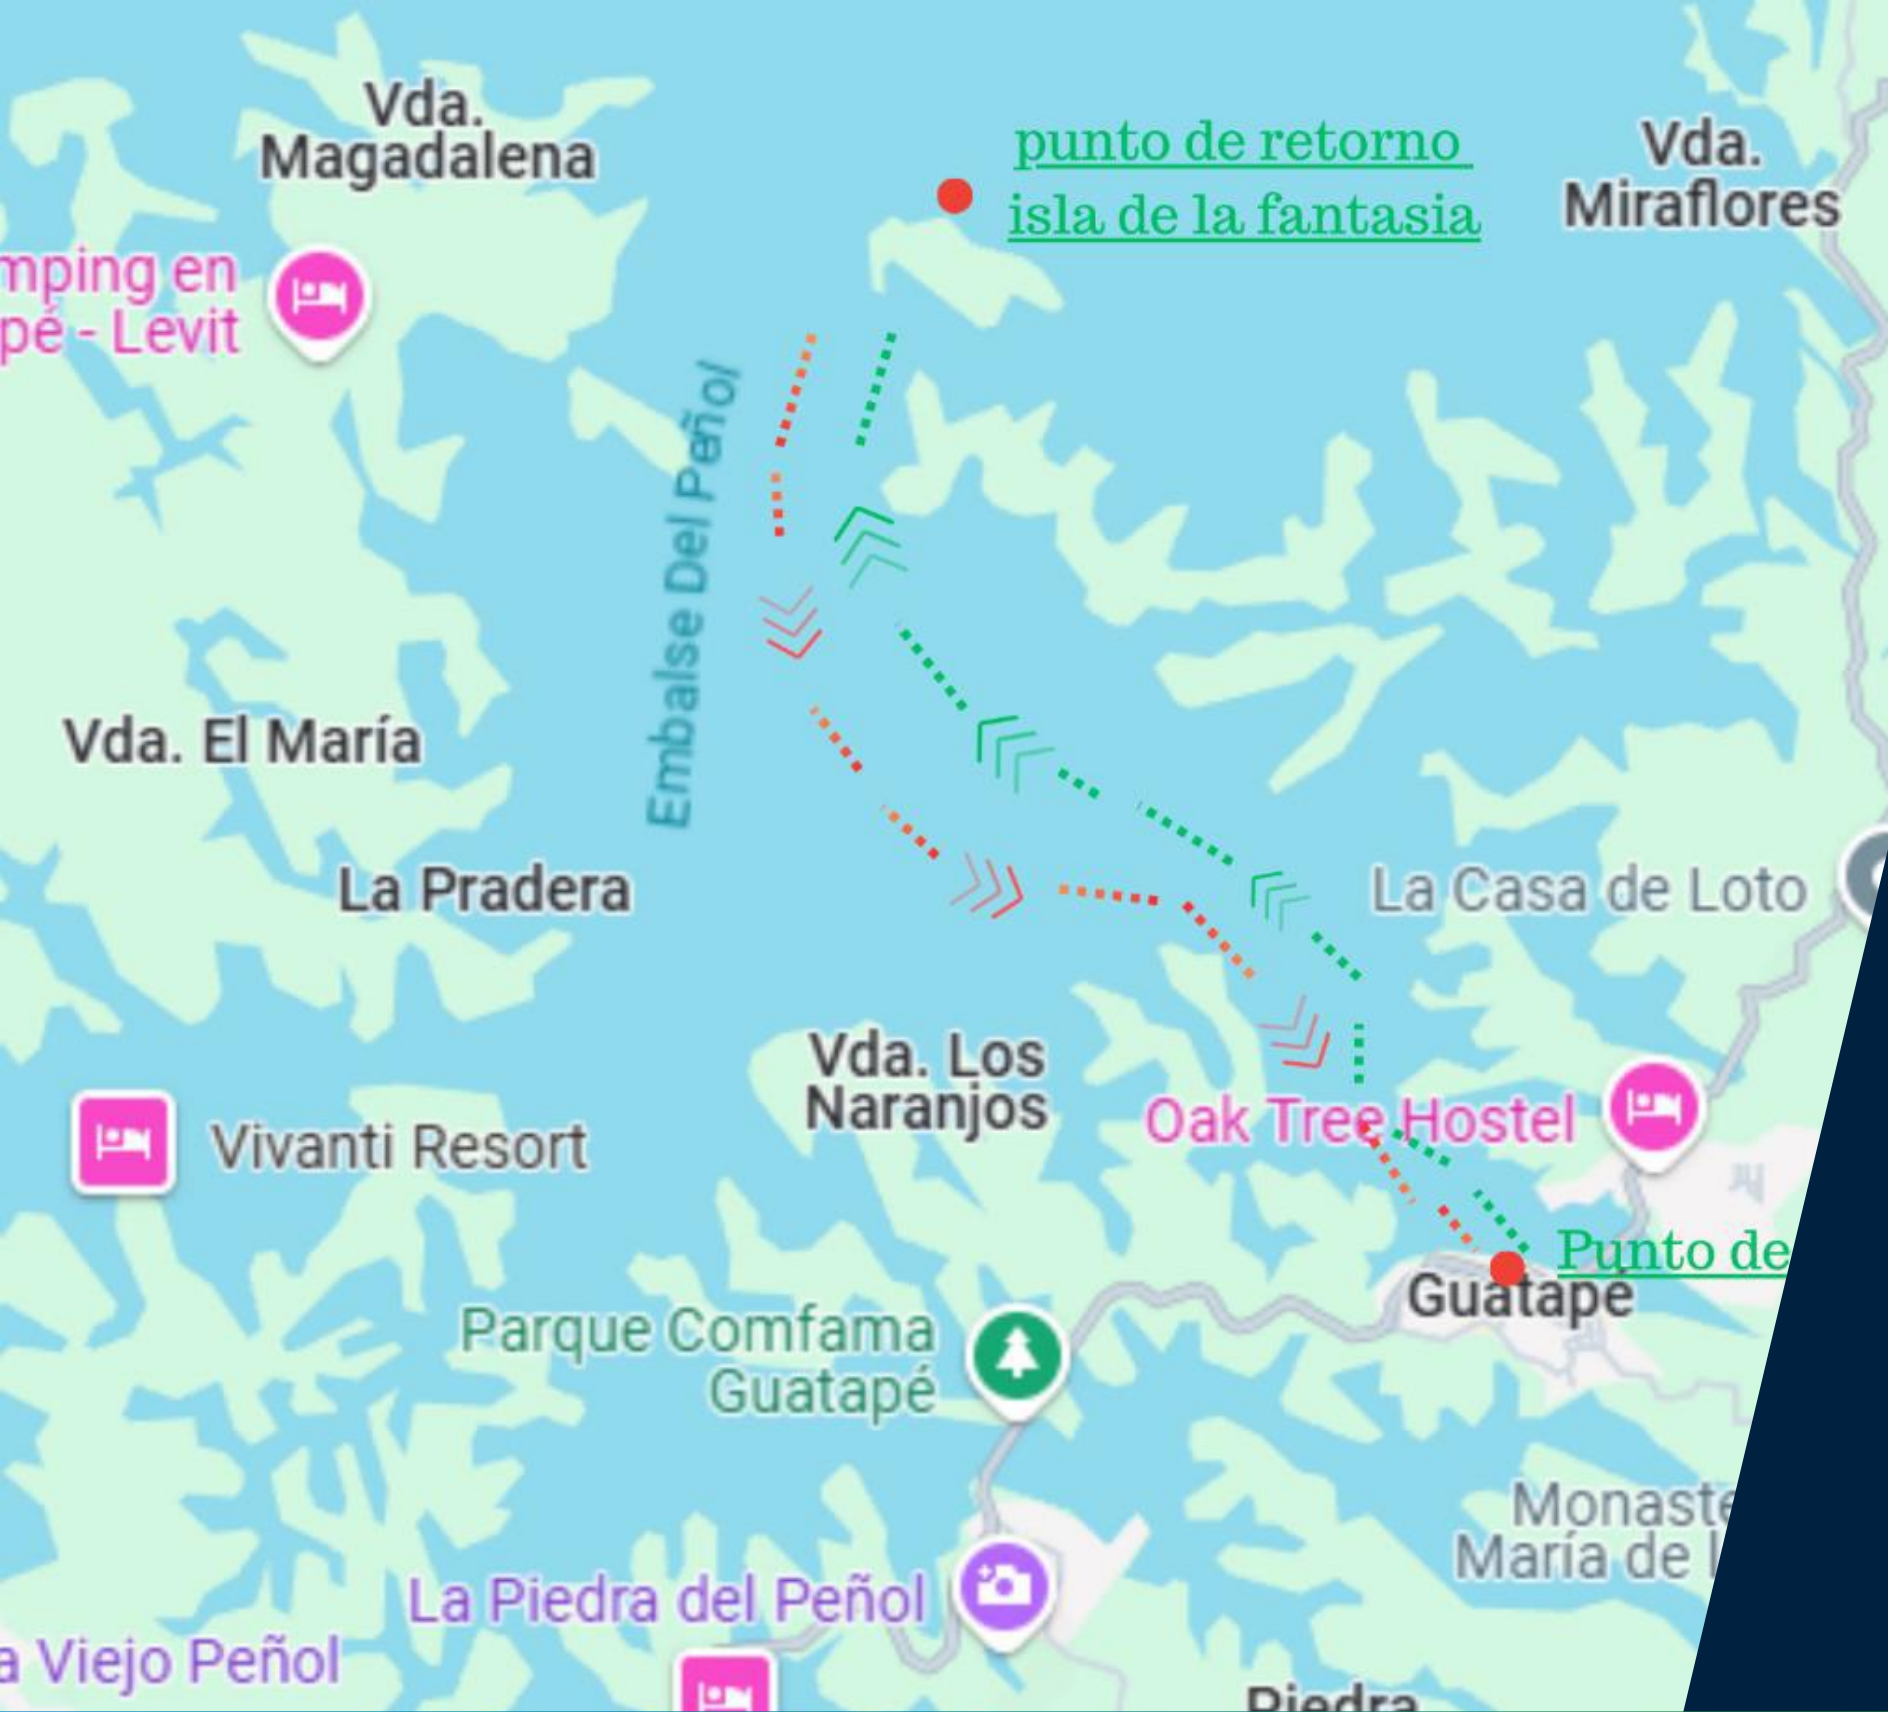 Vda.
Magadalena
punto de retorno
isla de la fantasia
Vda.
Miraflores
mping en
pé - Levit
Embalse Del Peñol
Vda. El María
La Pradera
La Casa de Loto
Vda. Los
Naranjos
Oak Tree Hostel
Vivanti Resort
Punto de
Guatapé
Parque Comfama
Guatapé
Monaste
María de l
La Piedra del Peñol
a Viejo Peñol
Piedra